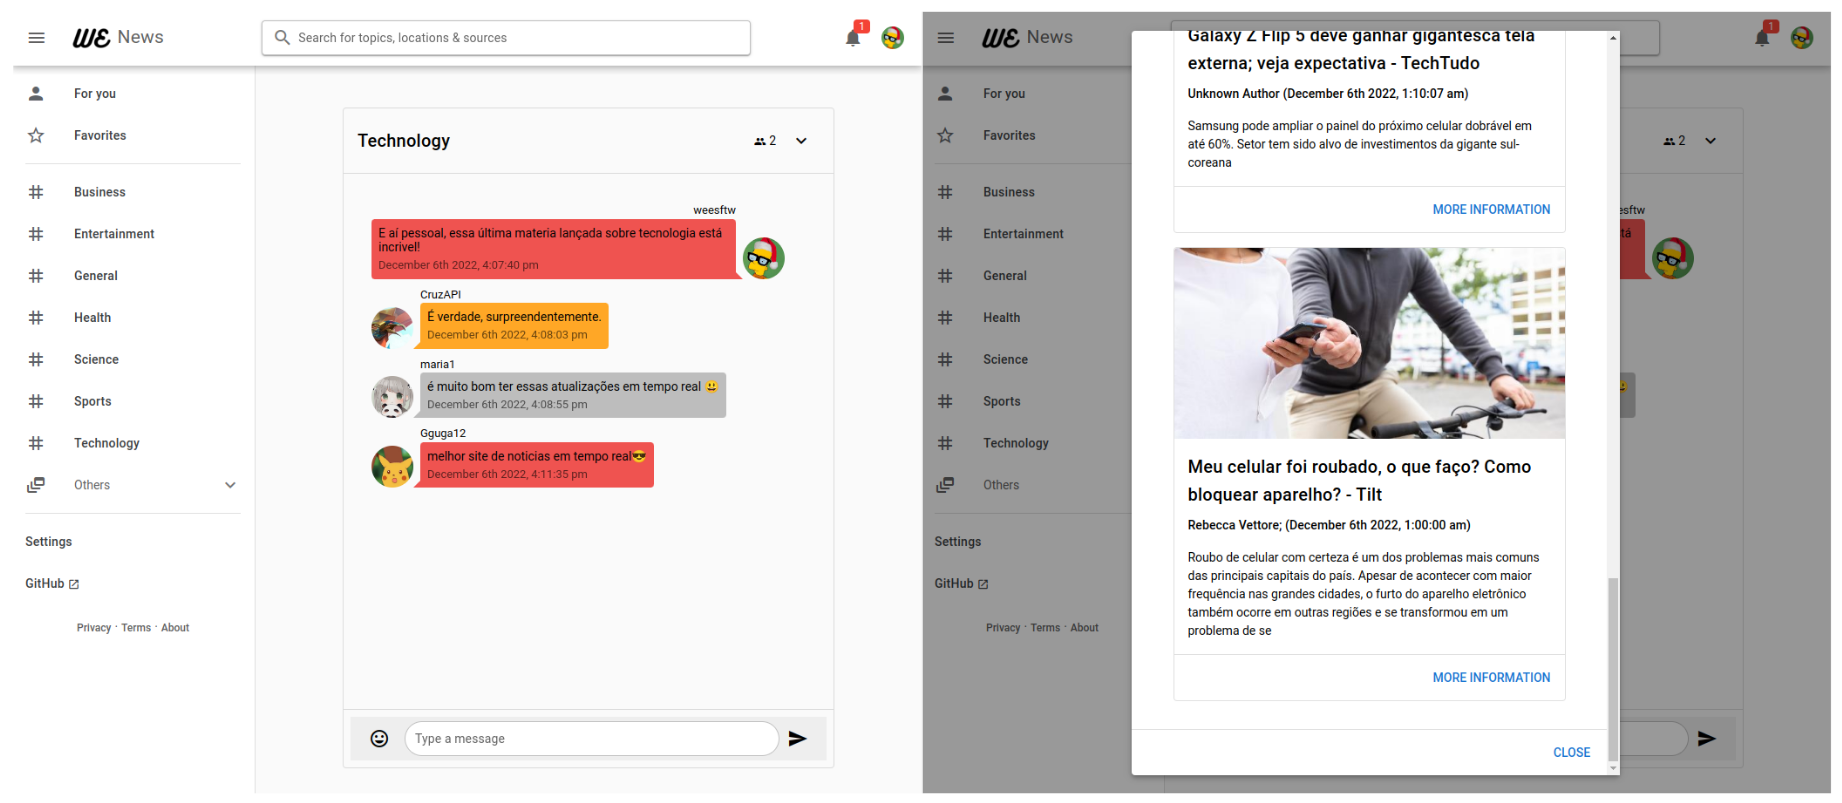 WE News
Search for topics, locations & sources
1
For you
Favorites
Business
Entertainment
General
Health
Science
Sports
Technology
Others
Settings
GitHub
Privacy · Terms · About
Technology
2
weesftw
E aí pessoal, essa última materia lançada sobre tecnologia está
incrivel!
December 6th 2022, 4:07:40 pm
CruzAPI
É verdade, surpreendentemente.
December 6th 2022, 4:08:03 pm
maria1
é muito bom ter essas atualizações em tempo real 😃
December 6th 2022, 4:08:55 pm
Gguga12
melhor site de noticias em tempo real😎
December 6th 2022, 4:11:35 pm
Type a message
WE News
1
For you
Favorites
Business
Entertainment
General
Health
Science
Sports
Technology
Others
Settings
GitHub
Privacy · Terms · About
2
esftw
tá
Galaxy Z Flip 5 deve ganhar gigantesca tela
externa; veja expectativa - TechTudo
Unknown Author (December 6th 2022, 1:10:07 am)
Samsung pode ampliar o painel do próximo celular dobrável em
até 60%. Setor tem sido alvo de investimentos da gigante sul-
coreana
MORE INFORMATION
Meu celular foi roubado, o que faço? Como
bloquear aparelho? - Tilt
Rebecca Vettore; (December 6th 2022, 1:00:00 am)
Roubo de celular com certeza é um dos problemas mais comuns
das principais capitais do país. Apesar de acontecer com maior
frequência nas grandes cidades, o furto do aparelho eletrônico
também ocorre em outras regiões e se transformou em um
problema de se
MORE INFORMATION
CLOSE